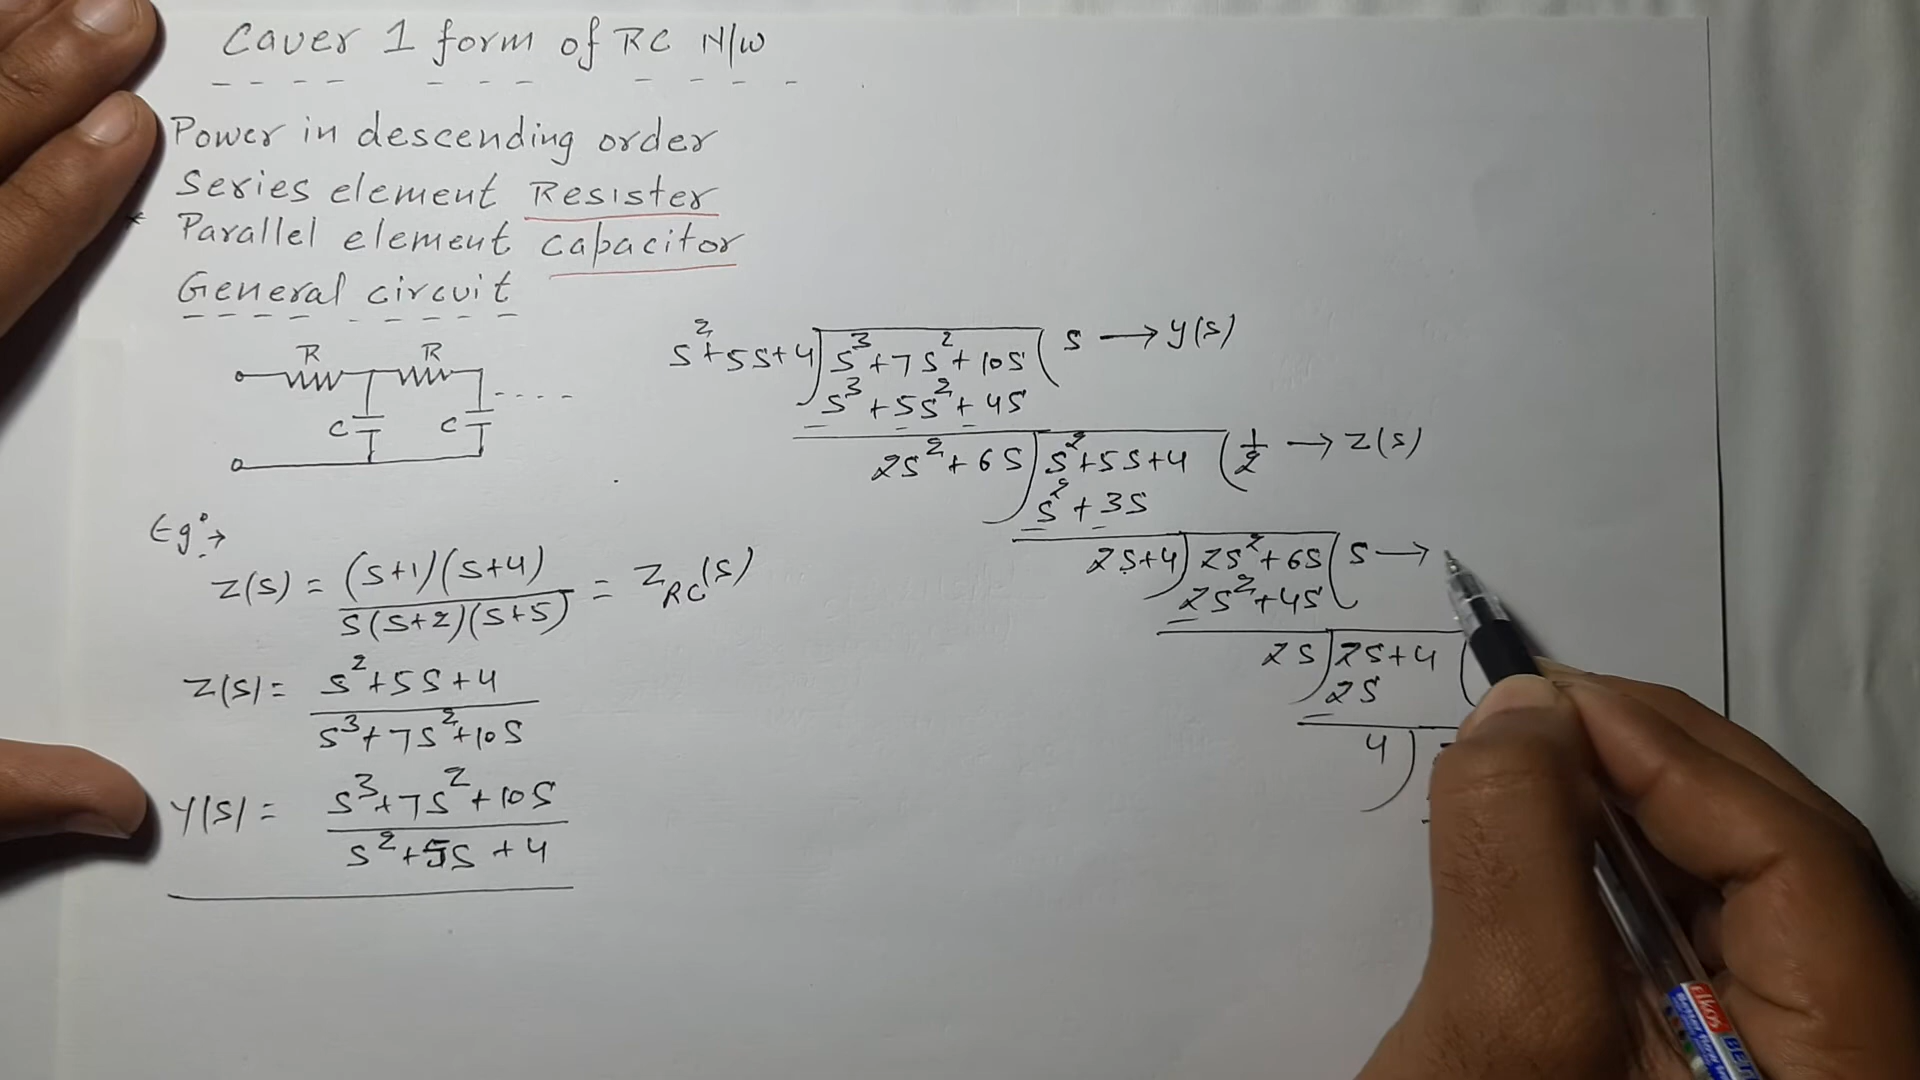 Cauer 1 form of RC N/W
Power in descending order
Series element Resister
Parallel element Capacitor
General circuit
R R
C C
Eg:→
Z(s) = (s+1)(s+4) / s(s+2)(s+5) = Z_RC(s)
Z(s) = s²+5s+4 / s³+7s²+10s
Y(s) = s³+7s²+10s / s²+5s+4
s²+5s+4) s³+7s²+10s ( s → Y(s)
s³+5s²+4s
2s²+6s) s²+5s+4 ( 1/2 → Z(s)
s²+3s
2s+4) 2s²+6s ( s →
2s²+4s
2s) 2s+4 (
2s
4)
Elkos
BETT